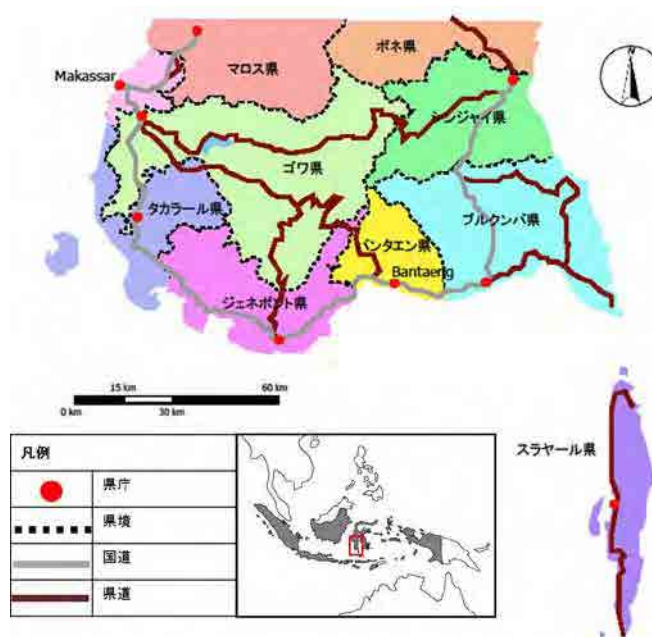 ボネ県
N
マロス県
Makassar
シンジャイ県
ゴワ県
タカラール県
ブルクンバ県
バンタエン県
Bantaeng
ジェネポント県
15 km
60 km
0 km
30 km
スラヤール県
凡例
県庁
県境
国道
県道